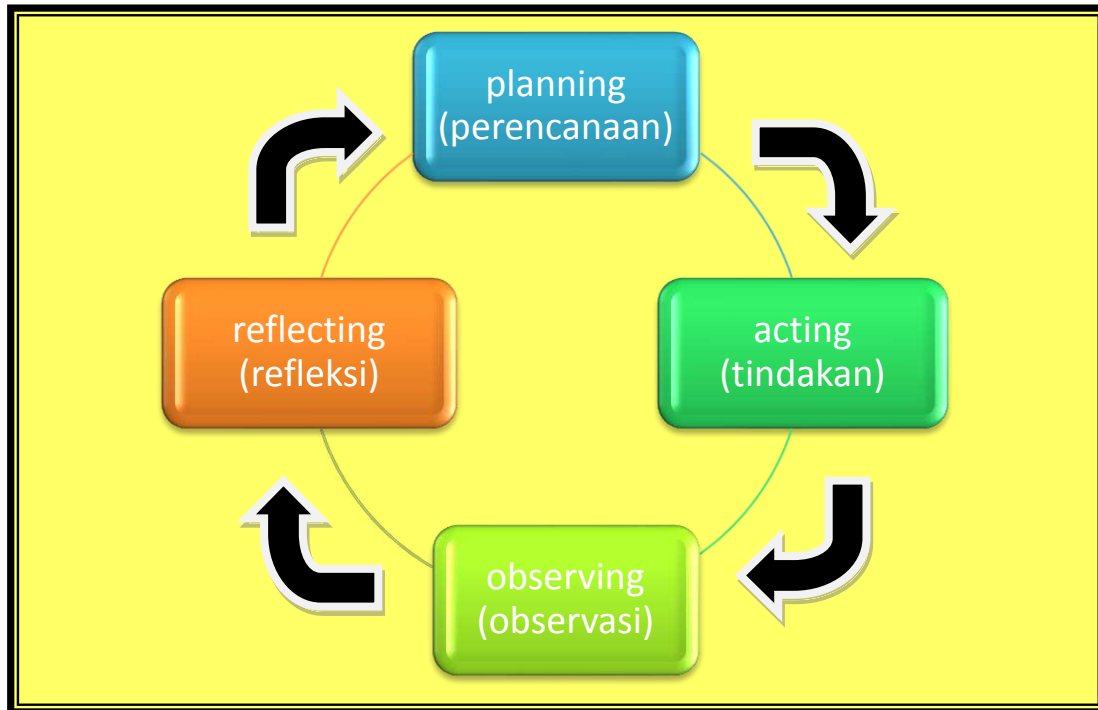 planning
(perencanaan)
acting
(tindakan)
observing
(observasi)
reflecting
(refleksi)